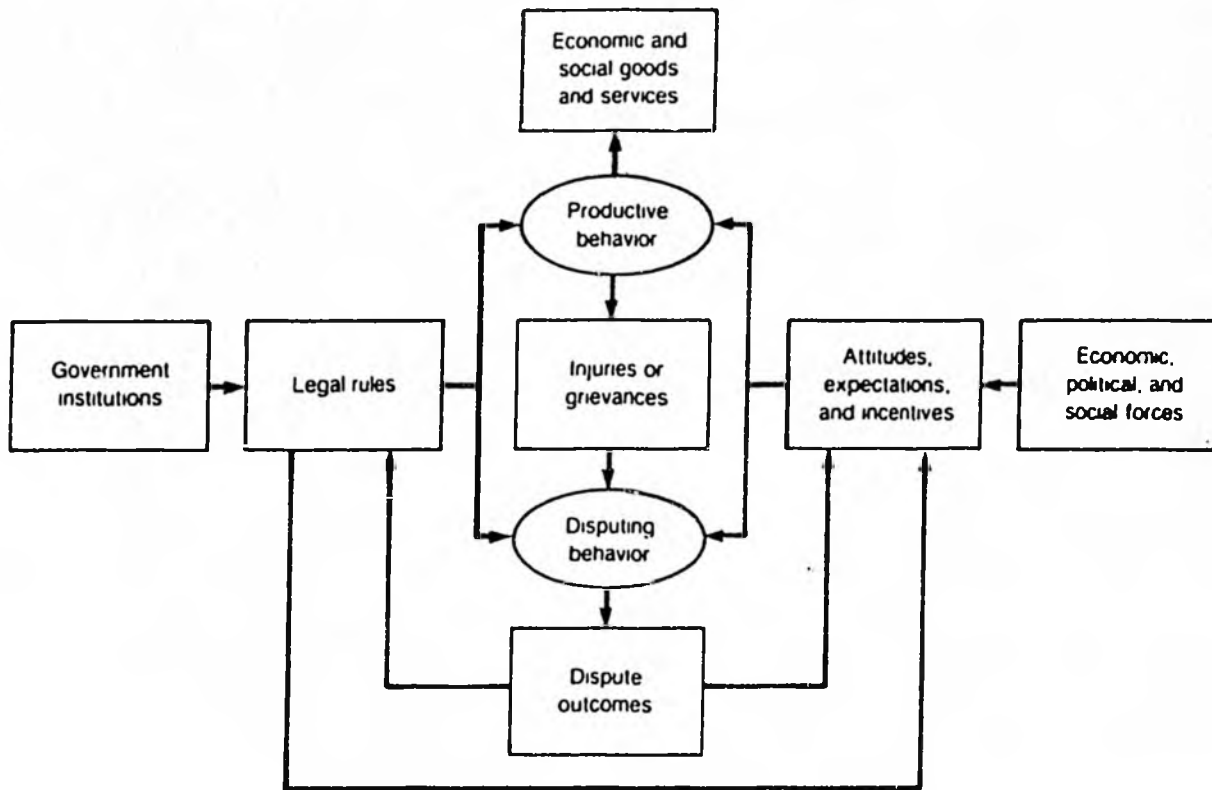 Economic and
social goods
and services
Productive
behavior
Government
institutions
Legal rules
Injuries or
grievances
Attitudes,
expectations,
and incentives
Economic,
political, and
social forces
Disputing
behavior
Dispute
outcomes